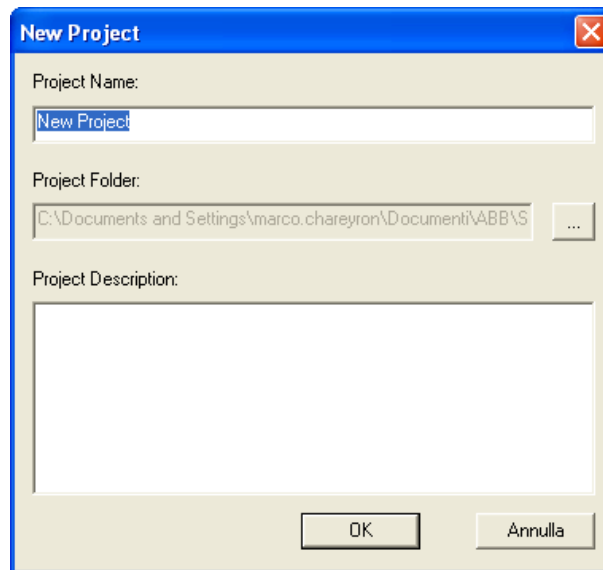 New Project
Project Name:
New Project
Project Folder:
C:\Documents and Settings\marco.chareyron\Documenti\ABB\S
...
Project Description:
OK Annulla